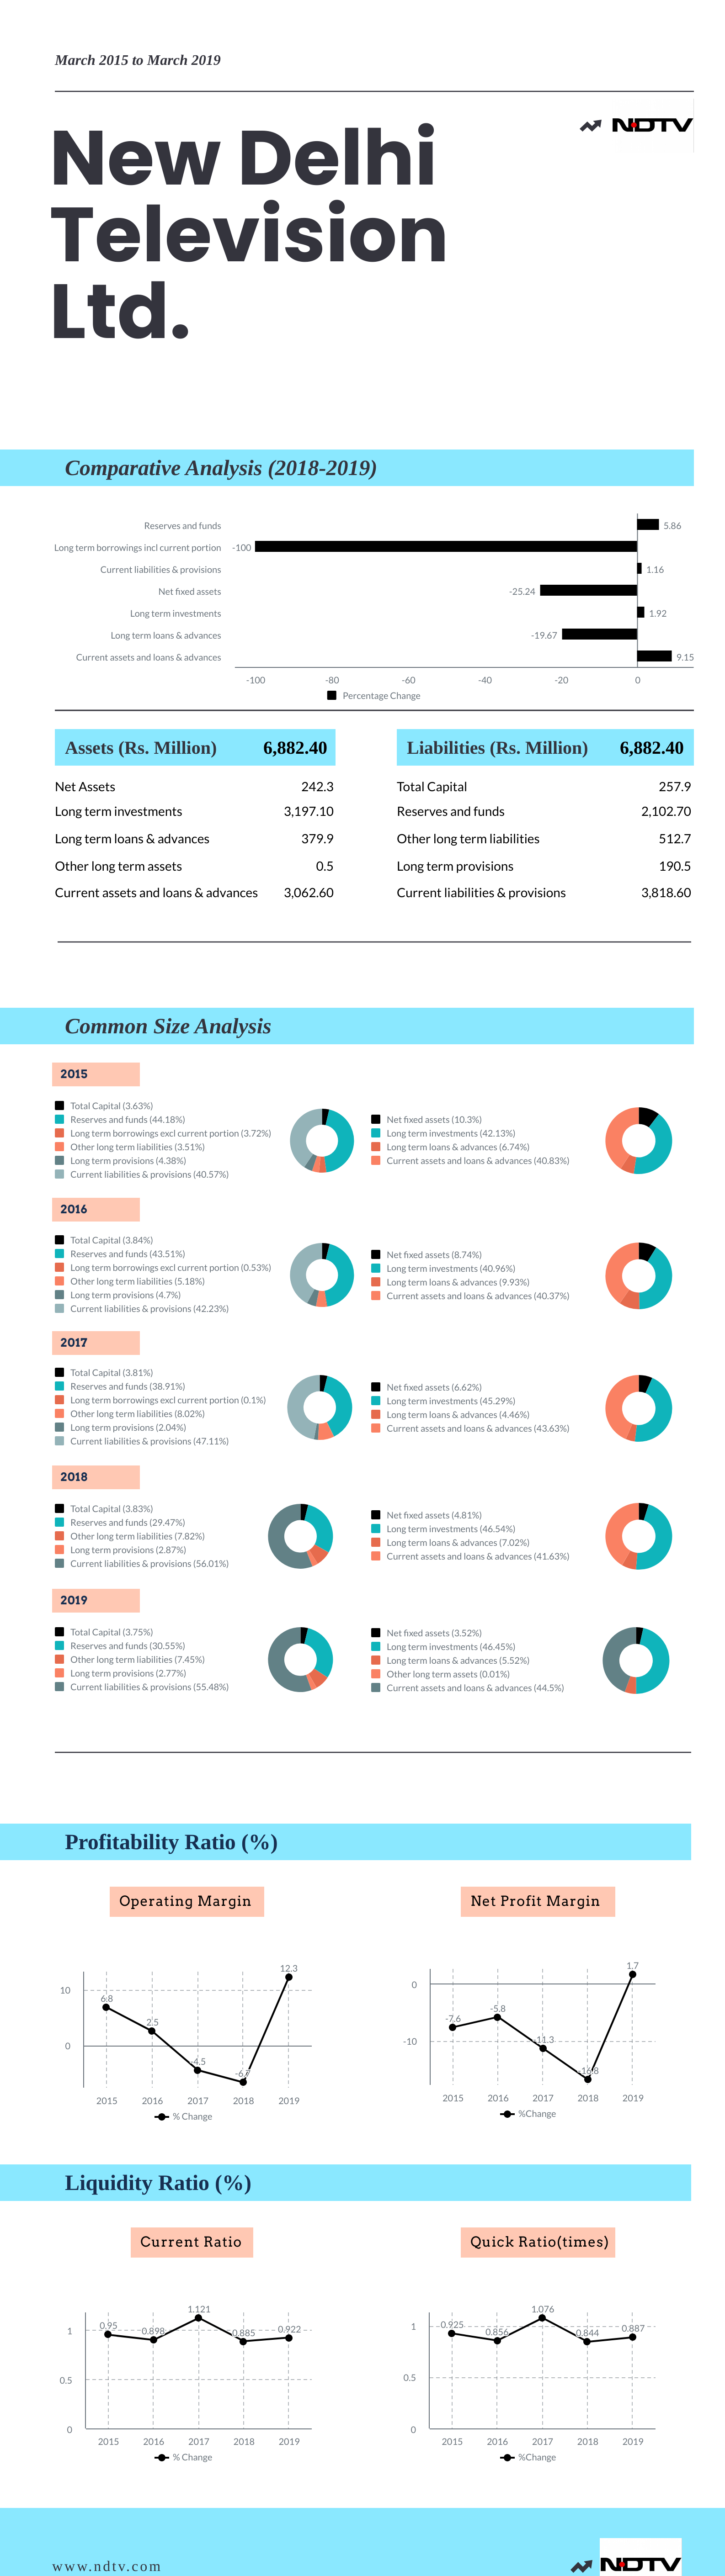 March 2015 to March 2019
NDTV
New Delhi
Television
Ltd.
Comparative Analysis (2018-2019)
Reserves and funds 5.86
Long term borrowings incl current portion -100
Current liabilities & provisions 1.16
Net fixed assets -25.24
Long term investments 1.92
Long term loans & advances -19.67
Current assets and loans & advances 9.15
-100 -80 -60 -40 -20 0
Percentage Change
Assets (Rs. Million) 6,882.40
Net Assets 242.3
Long term investments 3,197.10
Long term loans & advances 379.9
Other long term assets 0.5
Current assets and loans & advances 3,062.60
Liabilities (Rs. Million) 6,882.40
Total Capital 257.9
Reserves and funds 2,102.70
Other long term liabilities 512.7
Long term provisions 190.5
Current liabilities & provisions 3,818.60
Common Size Analysis
2015
Total Capital (3.63%)
Reserves and funds (44.18%)
Long term borrowings excl current portion (3.72%)
Other long term liabilities (3.51%)
Long term provisions (4.38%)
Current liabilities & provisions (40.57%)
Net fixed assets (10.3%)
Long term investments (42.13%)
Long term loans & advances (6.74%)
Current assets and loans & advances (40.83%)
2016
Total Capital (3.84%)
Reserves and funds (43.51%)
Long term borrowings excl current portion (0.53%)
Other long term liabilities (5.18%)
Long term provisions (4.7%)
Current liabilities & provisions (42.23%)
Net fixed assets (8.74%)
Long term investments (40.96%)
Long term loans & advances (9.93%)
Current assets and loans & advances (40.37%)
2017
Total Capital (3.81%)
Reserves and funds (38.91%)
Long term borrowings excl current portion (0.1%)
Other long term liabilities (8.02%)
Long term provisions (2.04%)
Current liabilities & provisions (47.11%)
Net fixed assets (6.62%)
Long term investments (45.29%)
Long term loans & advances (4.46%)
Current assets and loans & advances (43.63%)
2018
Total Capital (3.83%)
Reserves and funds (29.47%)
Other long term liabilities (7.82%)
Long term provisions (2.87%)
Current liabilities & provisions (56.01%)
Net fixed assets (4.81%)
Long term investments (46.54%)
Long term loans & advances (7.02%)
Current assets and loans & advances (41.63%)
2019
Total Capital (3.75%)
Reserves and funds (30.55%)
Other long term liabilities (7.45%)
Long term provisions (2.77%)
Current liabilities & provisions (55.48%)
Net fixed assets (3.52%)
Long term investments (46.45%)
Long term loans & advances (5.52%)
Other long term assets (0.01%)
Current assets and loans & advances (44.5%)
Profitability Ratio (%)
Operating Margin
12.3
10
6.8
2.5
0
-4.5
2015 2016 2017 2018 2019
% Change
Net Profit Margin
1.7
0
-7.6
-5.8
-10
-11.3
2015 2016 2017 2018 2019
%Change
Liquidity Ratio (%)
Current Ratio
1.121
1
0.95
0.898
0.885
0.922
0.5
0
2015 2016 2017 2018 2019
% Change
Quick Ratio(times)
1.076
1
0.925
0.856
0.844
0.887
0.5
0
2015 2016 2017 2018 2019
%Change
www.ndtv.com
NDTV